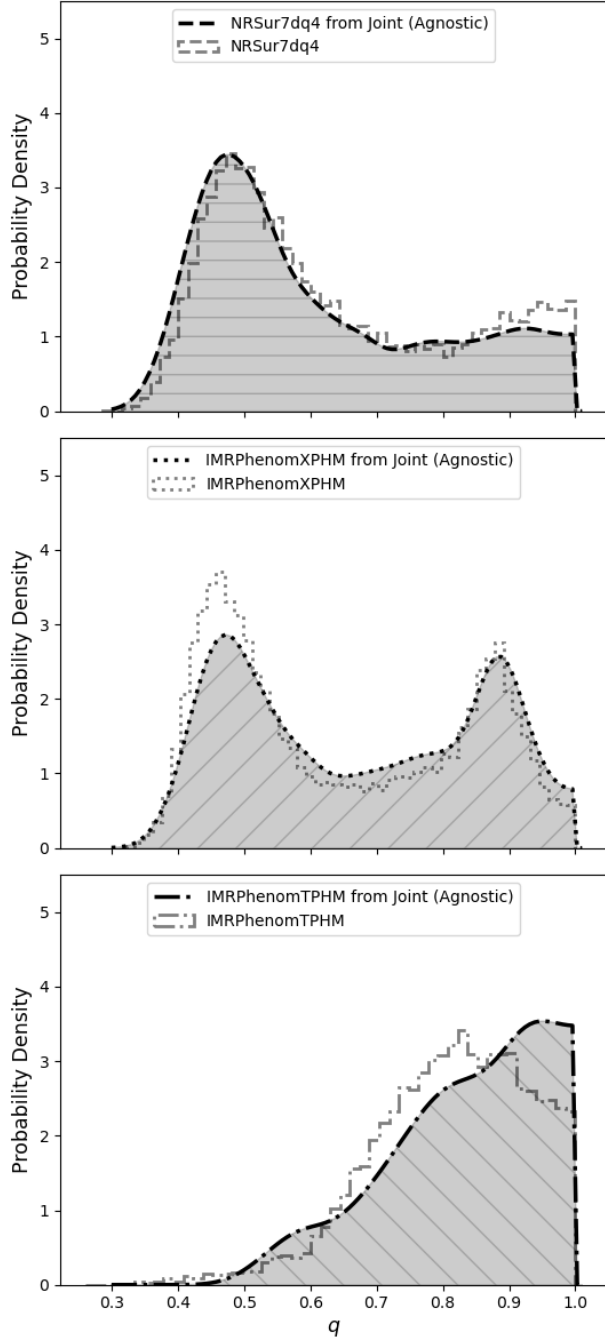 NRSur7dq4 from Joint (Agnostic)
NRSur7dq4
Probability Density
5
4
3
2
1
0
IMRPhenomXPHM from Joint (Agnostic)
IMRPhenomXPHM
Probability Density
5
4
3
2
1
0
IMRPhenomTPHM from Joint (Agnostic)
IMRPhenomTPHM
Probability Density
5
4
3
2
1
0
0.3 0.4 0.5 0.6 0.7 0.8 0.9 1.0
q